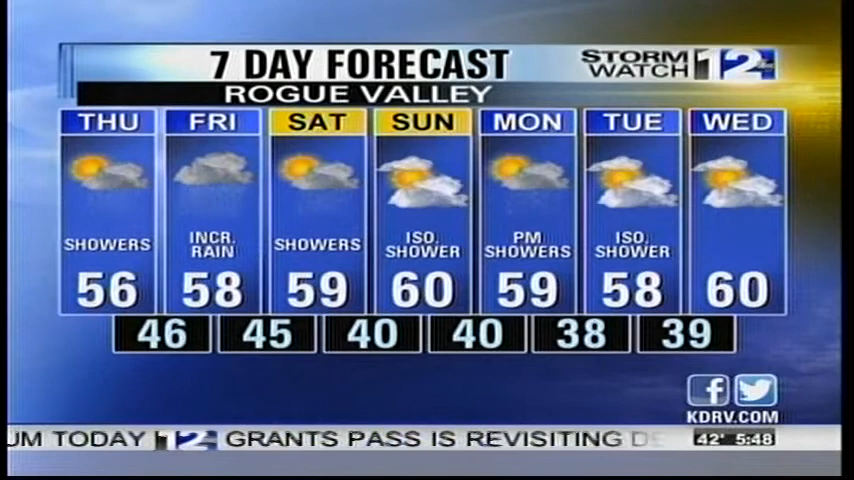 7 DAY FORECAST
STORM
WATCH 12
ROGUE VALLEY
THU FRI SAT SUN MON TUE WED
SHOWERS
INCR.
RAIN
SHOWERS
ISO.
SHOWER
PM
SHOWERS
ISO.
SHOWER
56 58 59 60 59 58 60
46 45 40 40 38 39
KDRV.COM
UM TODAY 12 GRANTS PASS IS REVISITING
42° 5:48